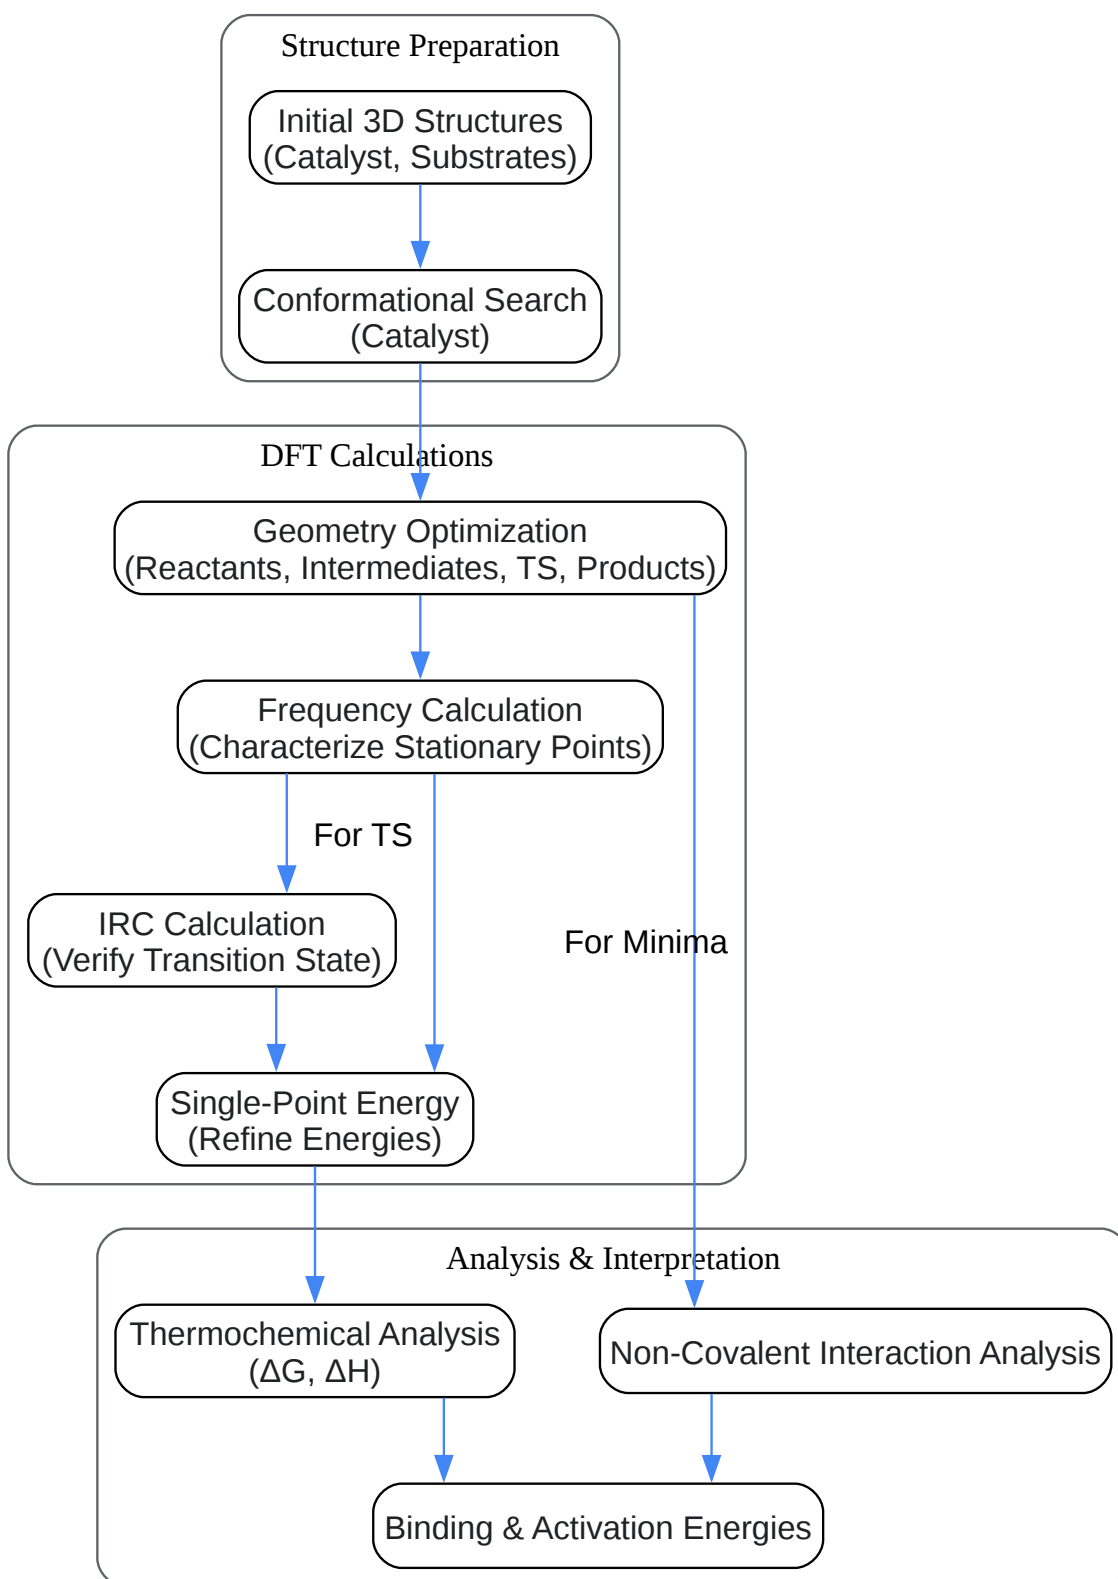 Structure Preparation
Initial 3D Structures
(Catalyst, Substrates)
Conformational Search
(Catalyst)
DFT Calculations
Geometry Optimization
(Reactants, Intermediates, TS, Products)
Frequency Calculation
(Characterize Stationary Points)
For TS
IRC Calculation
(Verify Transition State)
For Minima
Single-Point Energy
(Refine Energies)
Analysis & Interpretation
Thermochemical Analysis
(ΔG, ΔH)
Non-Covalent Interaction Analysis
Binding & Activation Energies